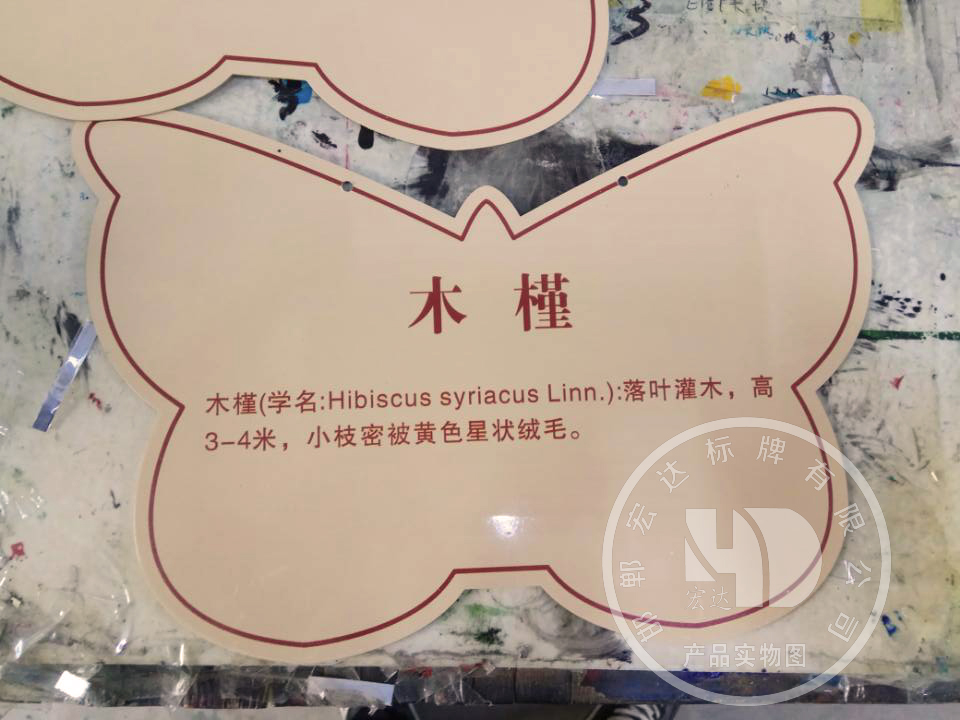 木槿
木槿(学名:Hibiscus syriacus Linn.):落叶灌木，高
3-4米，小枝密被黄色星状绒毛。
邯郸宏达标牌有限公司
宏达
产品实物图